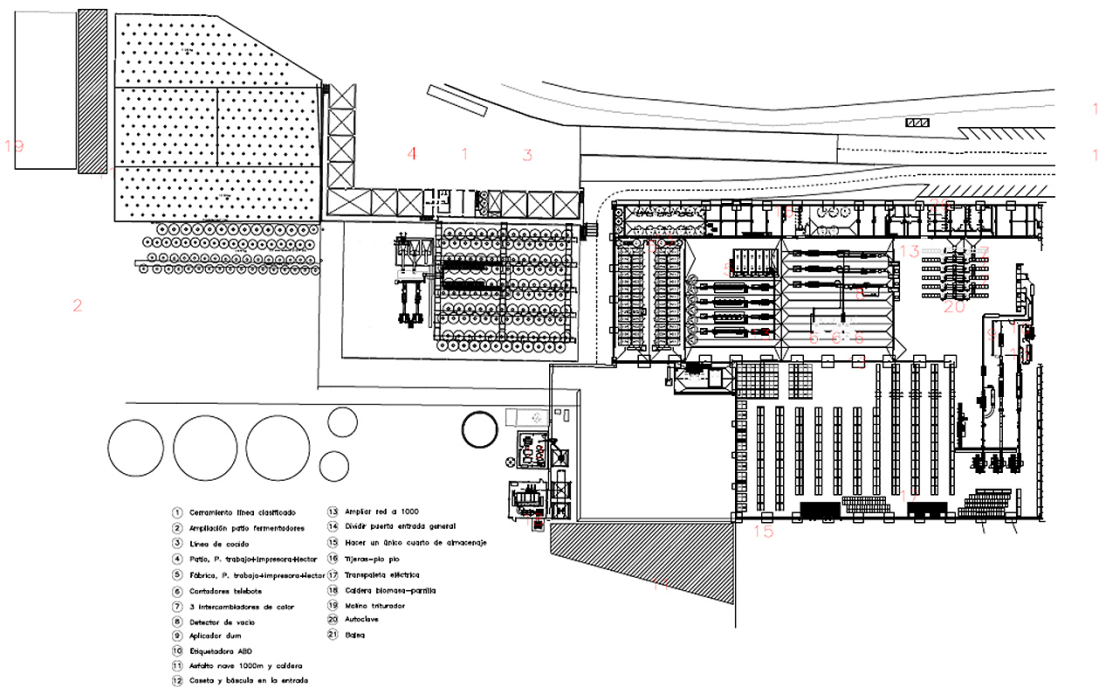 19
4
1
3
1
1
13
20
2
15
11
17
1 Cerramiento línea clasificado
2 Ampliación patio fermentadores
3 Línea de cocido
4 Patio, P. trabajo+impresora+lector
5 Fábrica, P. trabajo+impresora+lector
6 Contadores telebote
7 3 intercambiadores de calor
8 Detector de vacío
9 Aplicador dum
10 Etiquetadora ABD
11 Asfalto nave 1000m y caldera
12 Caseta y báscula en la entrada
13 Ampliar red a 1000
14 Dividir puerta entrada general
15 Hacer un único cuarto de almacenaje
16 Tijeras-pio pio
17 Transpaleta eléctrica
18 Caldera biomasa-parrilla
19 Molino triturador
20 Autoclave
21 Balsa